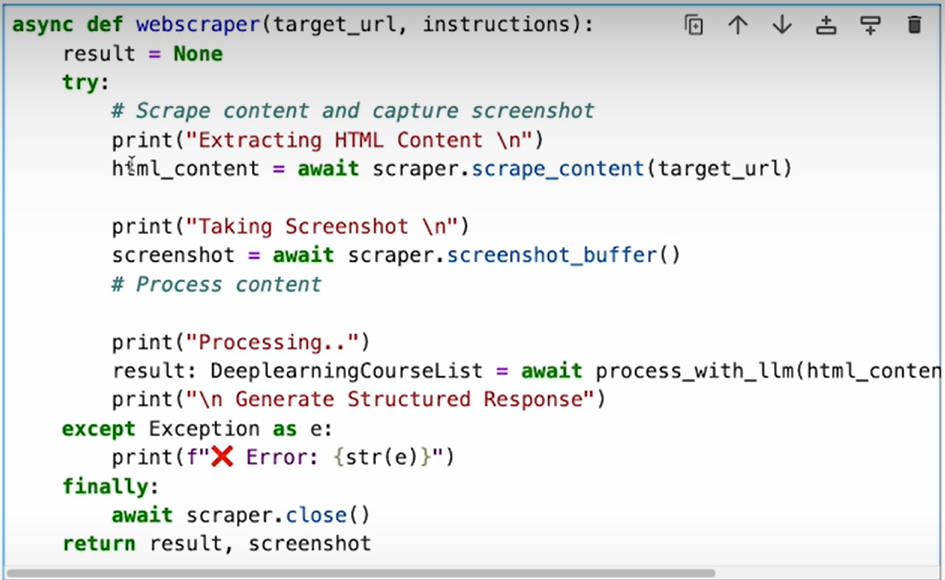 async def webscraper(target_url, instructions):
    result = None
    try:
        # Scrape content and capture screenshot
        print("Extracting HTML Content \n")
        html_content = await scraper.scrape_content(target_url)

        print("Taking Screenshot \n")
        screenshot = await scraper.screenshot_buffer()
        # Process content

        print("Processing..")
        result: DeeplearningCourseList = await process_with_llm(html_conten
        print("\n Generate Structured Response")
    except Exception as e:
        print(f"❌ Error: {str(e)}")
    finally:
        await scraper.close()
    return result, screenshot